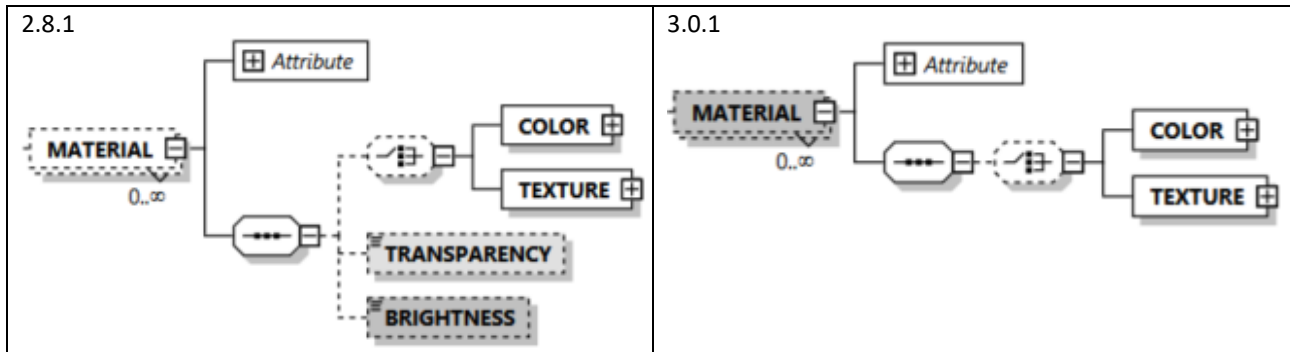 2.8.1
Attribute
MATERIAL
0..∞
COLOR
TEXTURE
TRANSPARENCY
BRIGHTNESS
3.0.1
Attribute
MATERIAL
0..∞
COLOR
TEXTURE